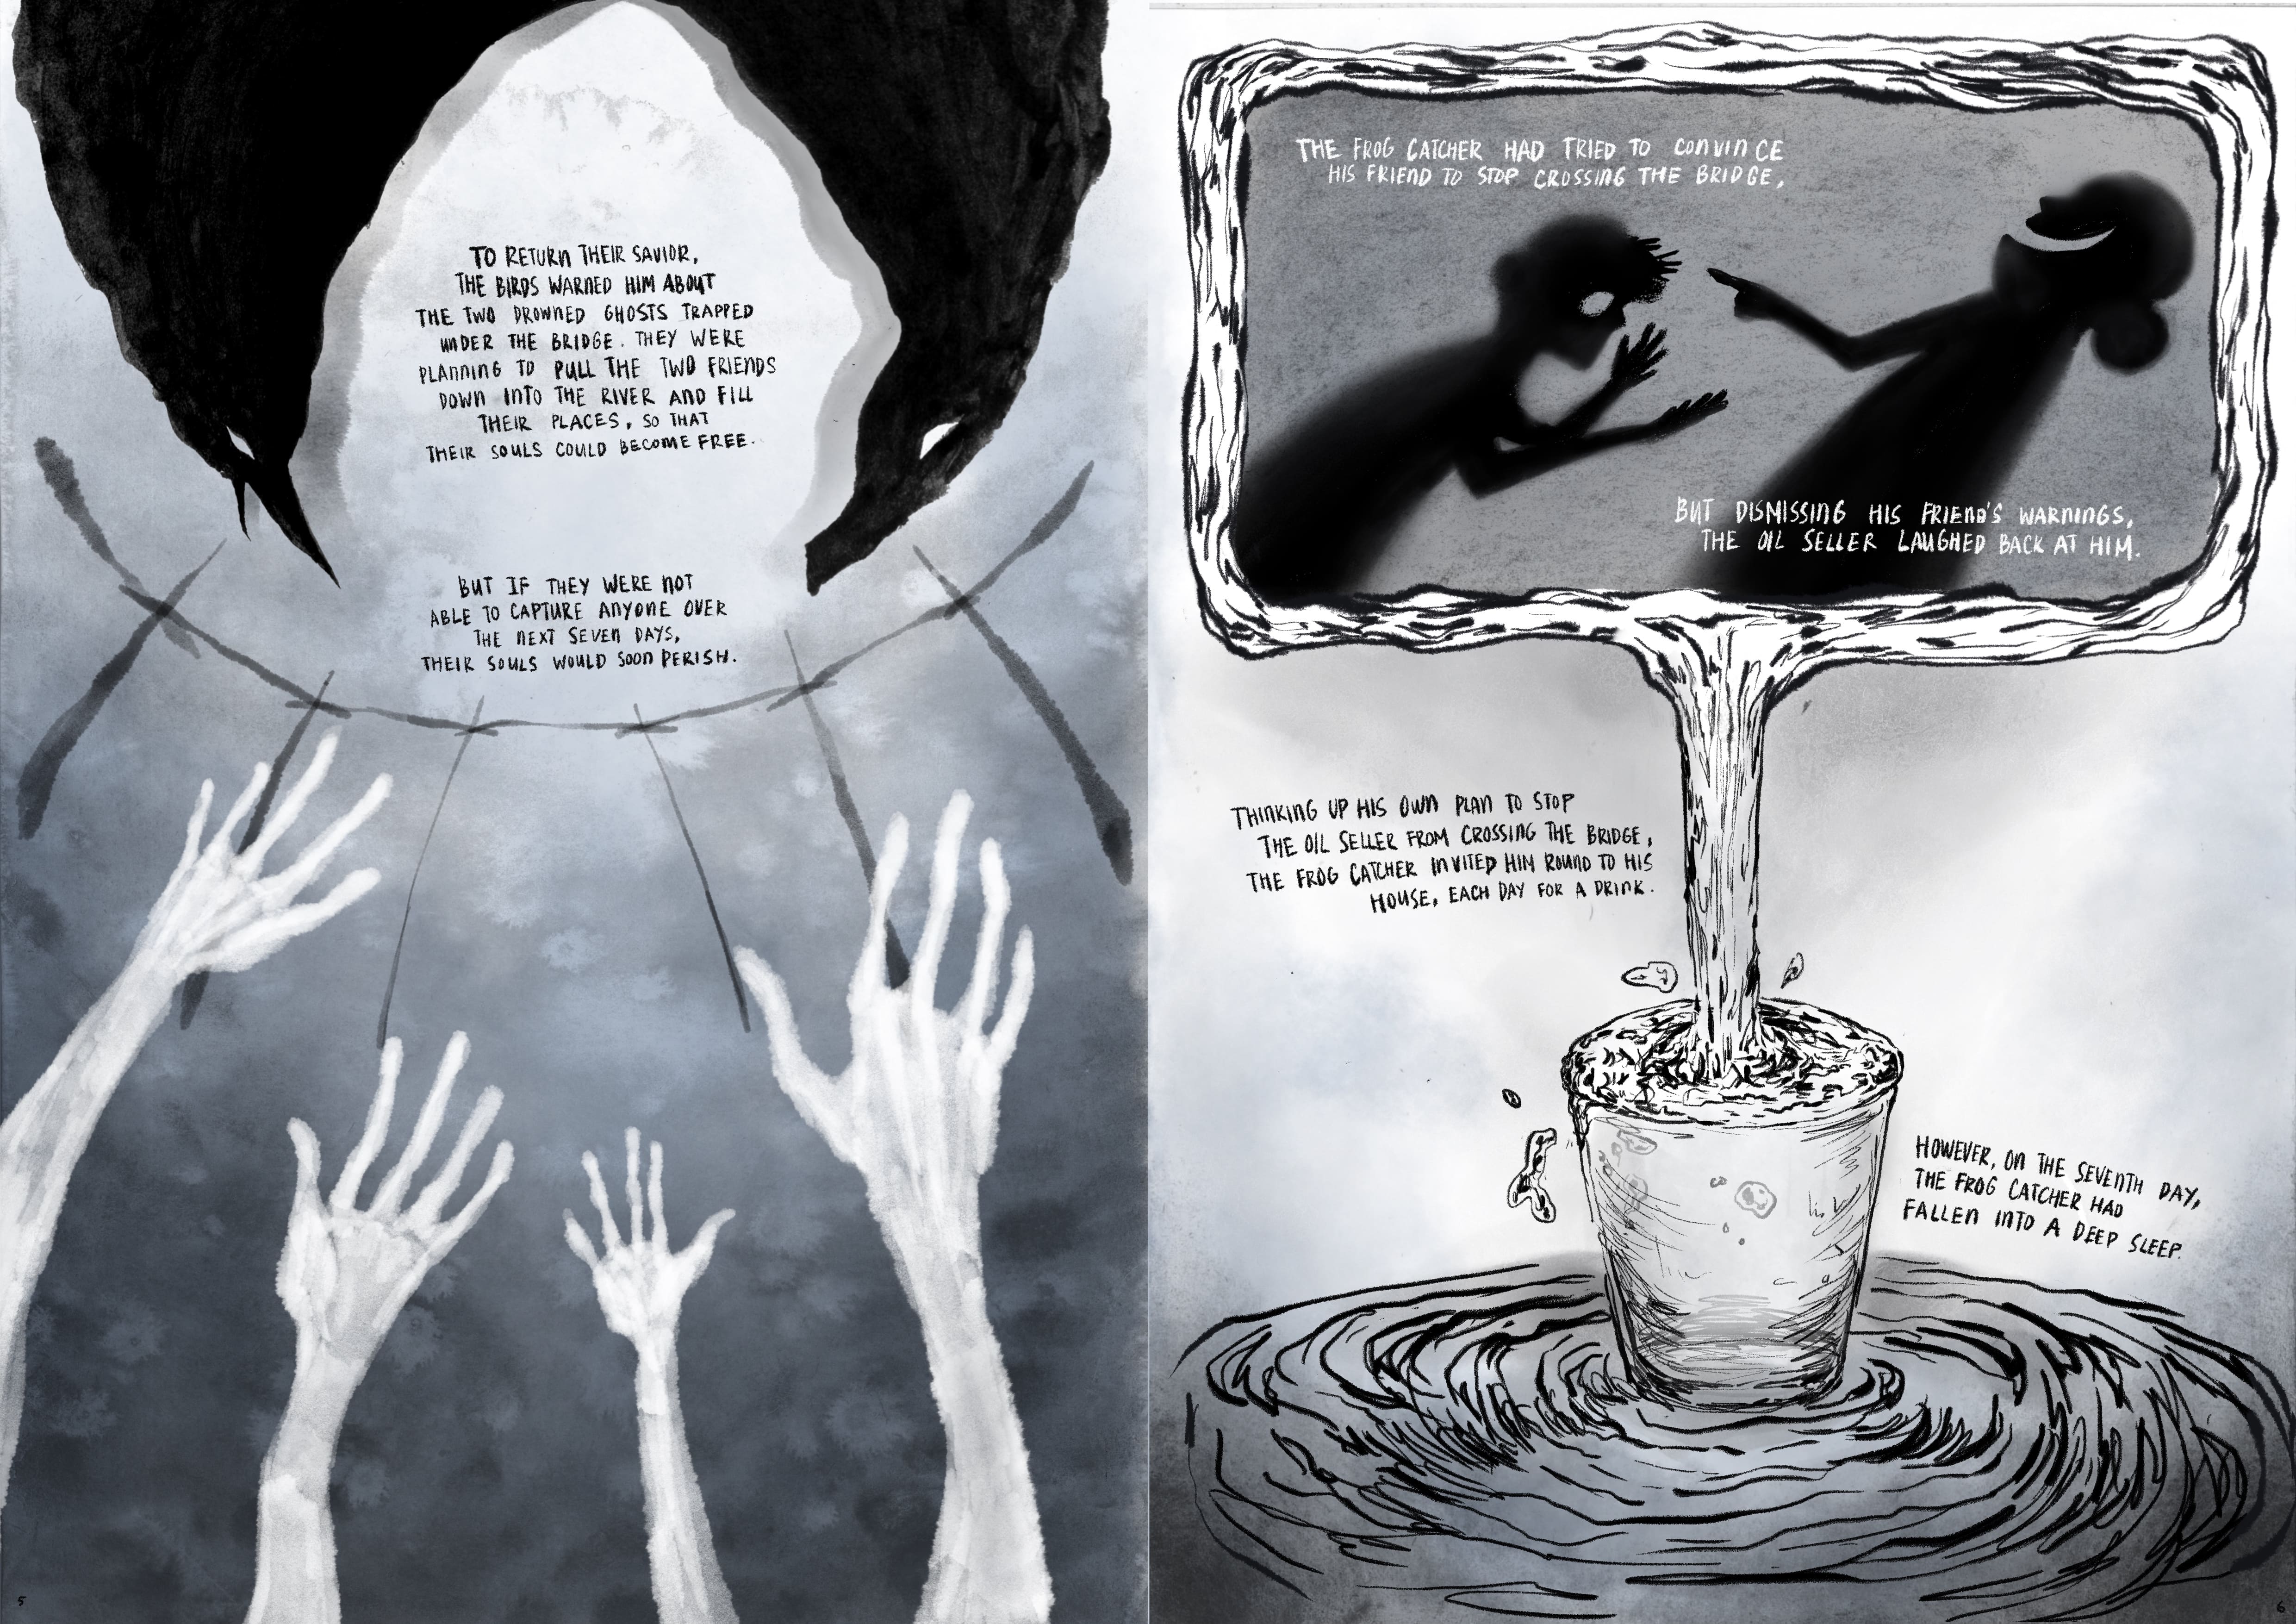 TO RETURN THEIR SAVIOR,
THE BIRDS WARNED HIM ABOUT
THE TWO DROWNED GHOSTS TRAPPED
UNDER THE BRIDGE. THEY WERE
PLANNING TO PULL THE TWO FRIENDS
DOWN INTO THE RIVER AND FILL
THEIR PLACES, SO THAT
THEIR SOULS COULD BECOME FREE.
BUT IF THEY WERE NOT
ABLE TO CAPTURE ANYONE OVER
THE NEXT SEVEN DAYS,
THEIR SOULS WOULD SOON PERISH.
5
THE FROG CATCHER HAD TRIED TO CONVINCE
HIS FRIEND TO STOP CROSSING THE BRIDGE,
BUT DISMISSING HIS FRIEND'S WARNINGS,
THE OIL SELLER LAUGHED BACK AT HIM.
THINKING UP HIS OWN PLAN TO STOP
THE OIL SELLER FROM CROSSING THE BRIDGE,
THE FROG CATCHER INVITED HIM ROUND TO HIS
HOUSE, EACH DAY FOR A DRINK.
HOWEVER, ON THE SEVENTH DAY,
THE FROG CATCHER HAD
FALLEN INTO A DEEP SLEEP.
6